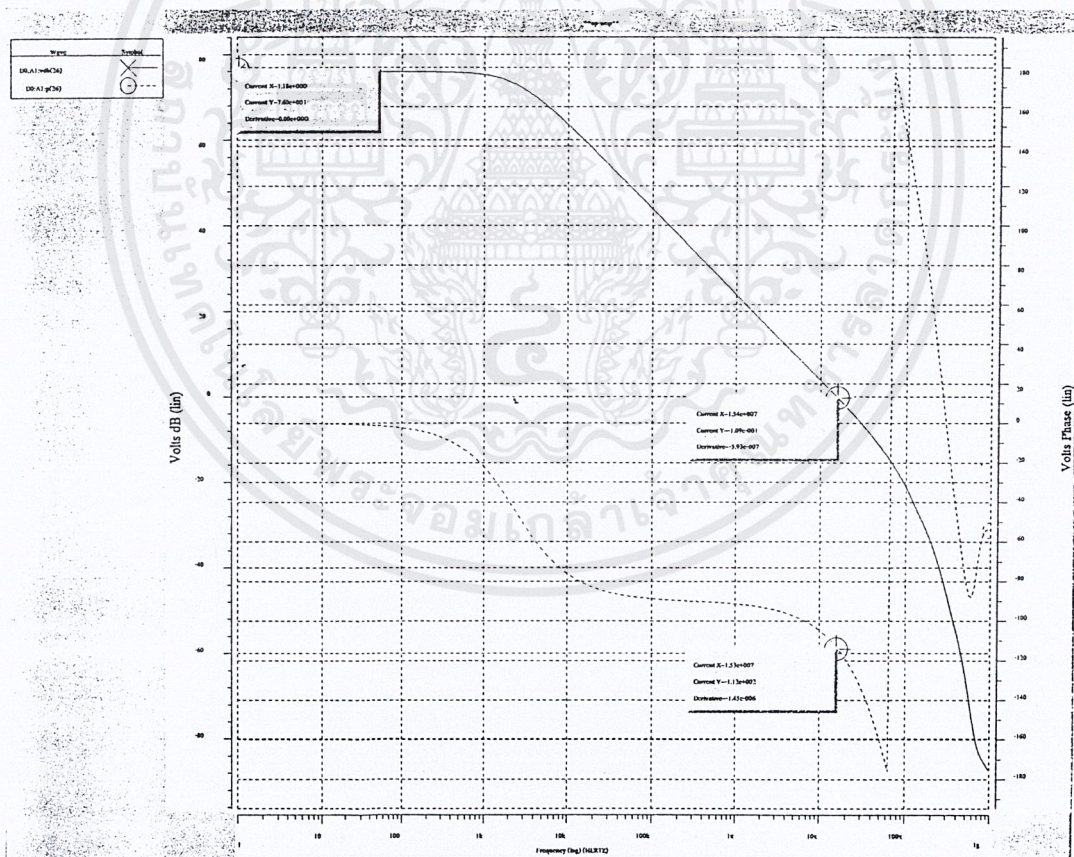 **op-amp**
Wave Symbol
D0:A1:vdb(26)
D0:A1:p(26)
Current X=1.18e+000
Current Y=7.60e+001
Derivative=0.00e+000
Current X=1.54e+007
Current Y=-1.09e-001
Derivative=-5.93e-007
Current X=1.53e+007
Current Y=-1.12e+002
Derivative=-1.45e-006
Volts dB (lin)
80
60
40
20
0
-20
-40
-60
-80
Volts Phase (lin)
180
160
140
120
100
80
60
40
20
0
-20
-40
-60
-80
-100
-120
-140
-160
-180
1 10 100 1k 10k 100k 1x 10x 100x 1g
Frequency (log) (HERTZ)